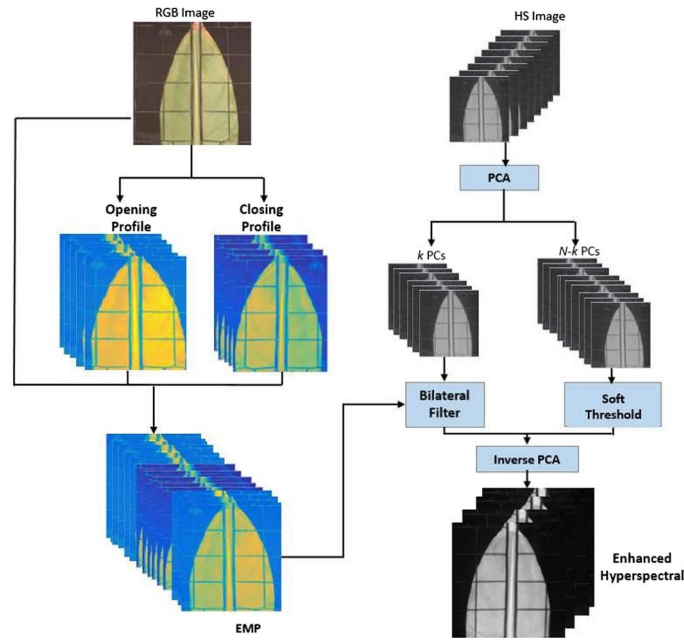 RGB Image
HS Image
PCA
Opening
Profile
Closing
Profile
k PCs
N-k PCs
Bilateral
Filter
Soft
Threshold
Inverse PCA
Enhanced
Hyperspectral
EMP